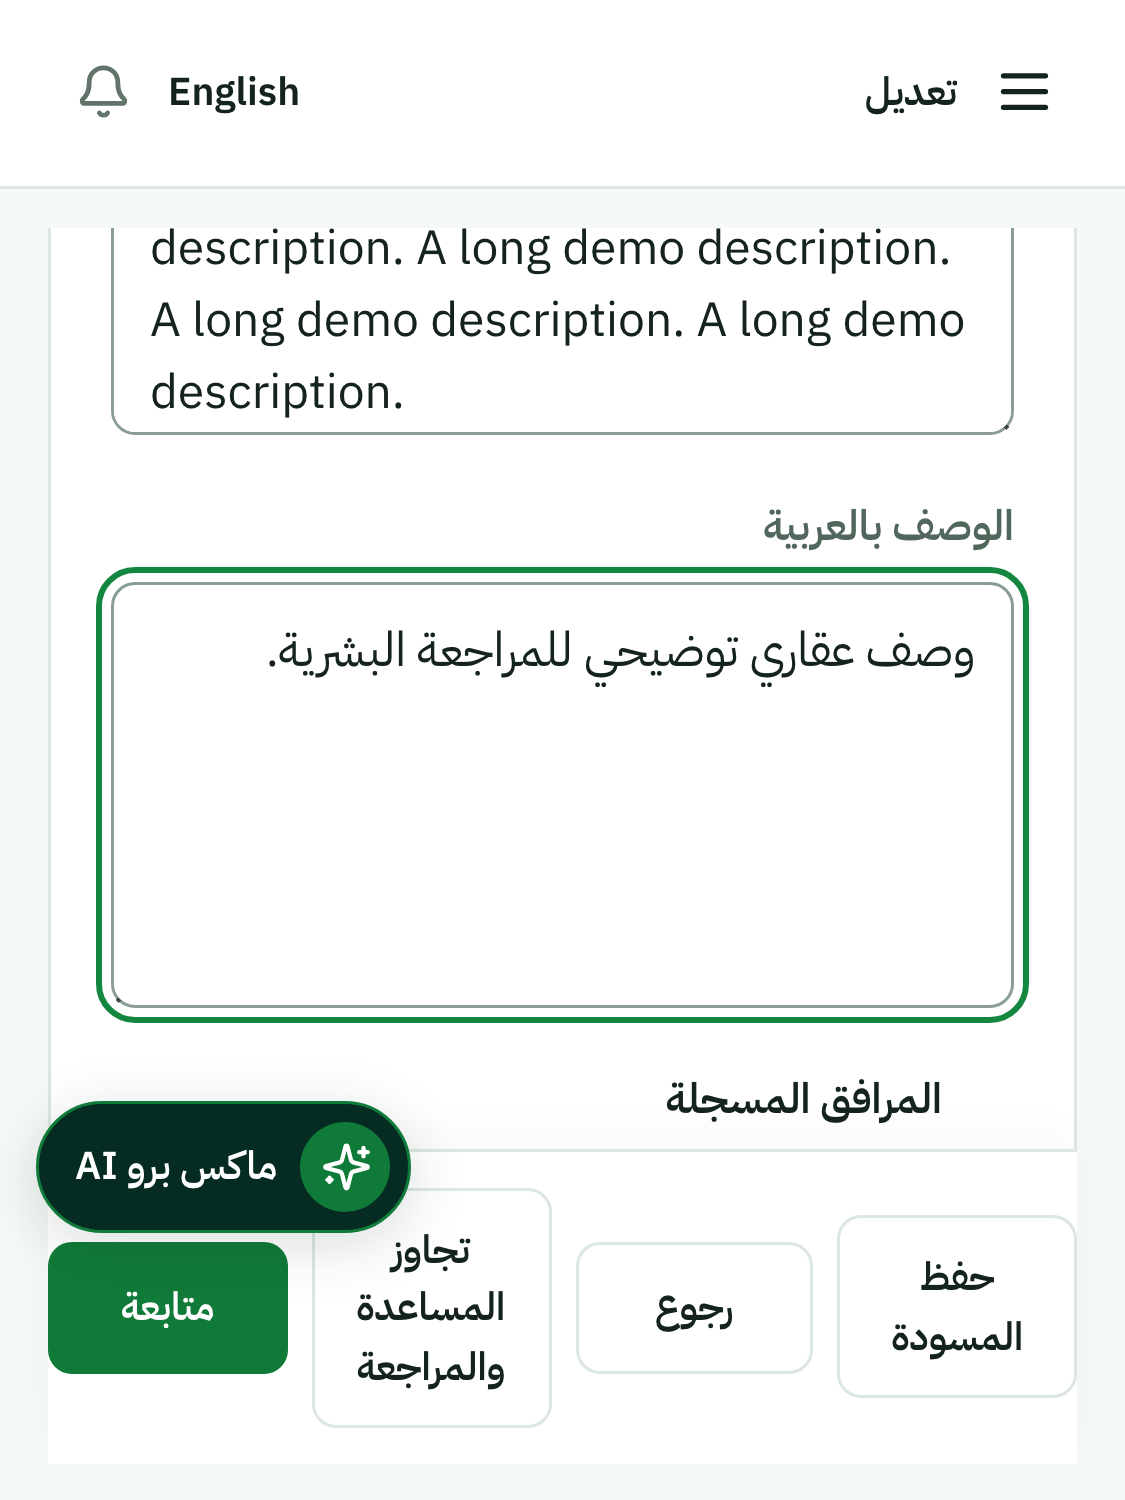 تعديل
English
description. A long demo description.
A long demo description. A long demo
description.
الوصف بالعربية
وصف عقاري توضيحي للمراجعة البشرية.
المرافق المسجلة
ماكس برو AI
حفظ
المسودة
رجوع
تجاوز
المساعدة
والمراجعة
متابعة